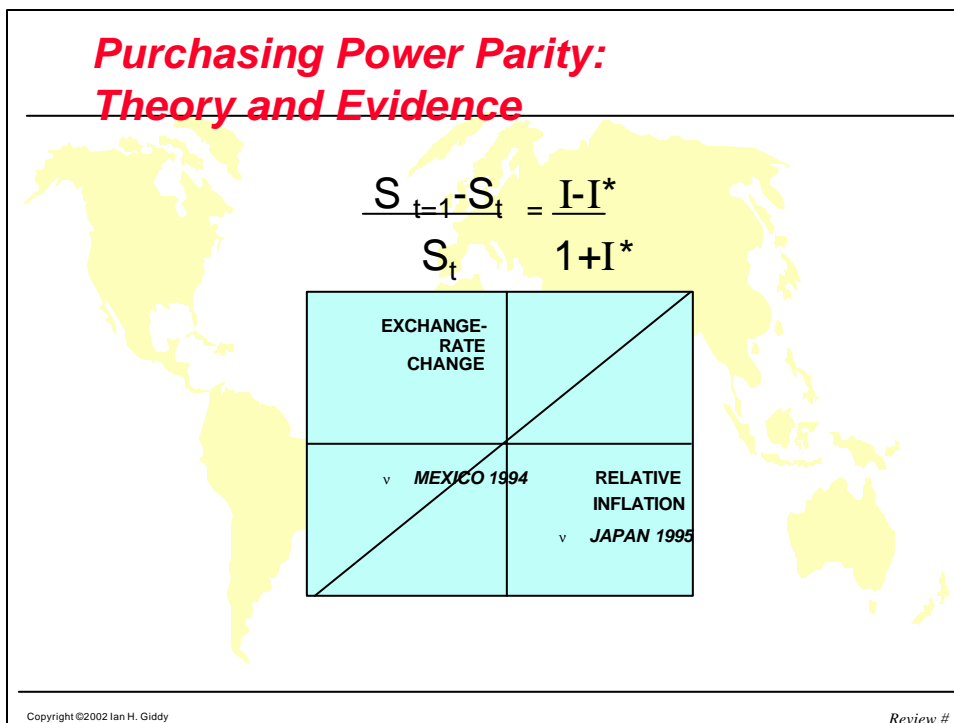 Purchasing Power Parity:
Theory and Evidence
S t=1-St = I-I*
St 1+I*
EXCHANGE-
RATE
CHANGE
ν MEXICO 1994
RELATIVE
INFLATION
ν JAPAN 1995
Copyright ©2002 Ian H. Giddy
Review #